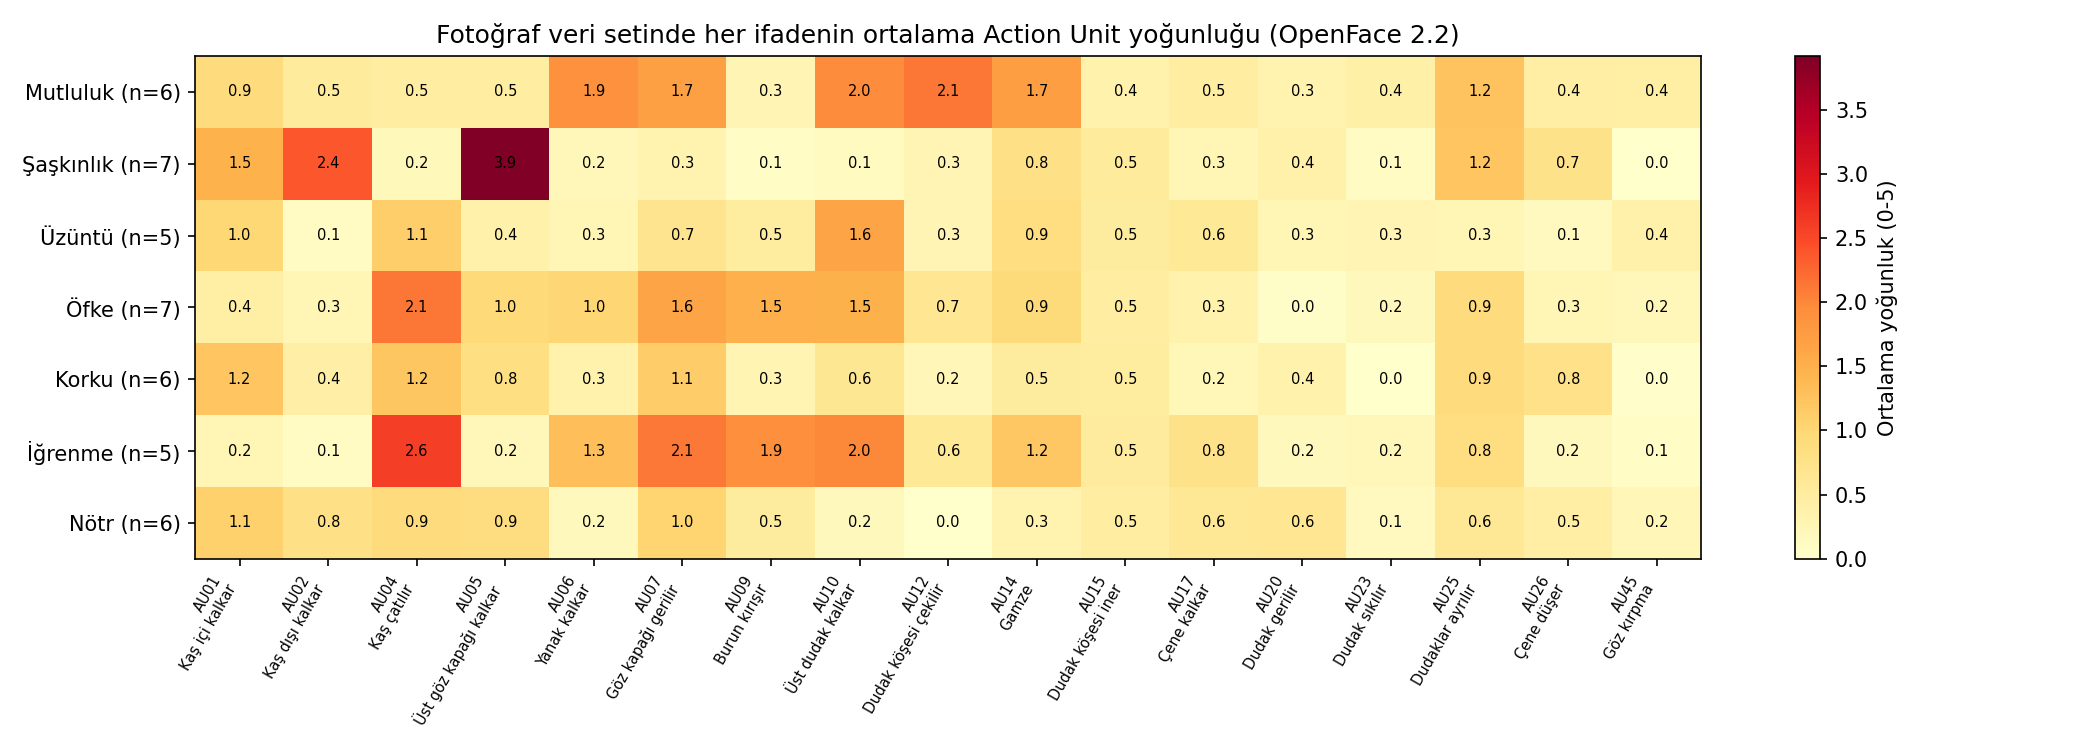 Fotoğraf veri setinde her ifadenin ortalama Action Unit yoğunluğu (OpenFace 2.2)
Mutluluk (n=6) 0.9 0.5 0.5 0.5 1.9 1.7 0.3 2.0 2.1 1.7 0.4 0.5 0.3 0.4 1.2 0.4 0.4
Şaşkınlık (n=7) 1.5 2.4 0.2 3.9 0.2 0.3 0.1 0.1 0.3 0.8 0.5 0.3 0.4 0.1 1.2 0.7 0.0
Üzüntü (n=5) 1.0 0.1 1.1 0.4 0.3 0.7 0.5 1.6 0.3 0.9 0.5 0.6 0.3 0.3 0.3 0.1 0.4
Öfke (n=7) 0.4 0.3 2.1 1.0 1.0 1.6 1.5 1.5 0.7 0.9 0.5 0.3 0.0 0.2 0.9 0.3 0.2
Korku (n=6) 1.2 0.4 1.2 0.8 0.3 1.1 0.3 0.6 0.2 0.5 0.5 0.2 0.4 0.0 0.9 0.8 0.0
İğrenme (n=5) 0.2 0.1 2.6 0.2 1.3 2.1 1.9 2.0 0.6 1.2 0.5 0.8 0.2 0.2 0.8 0.2 0.1
Nötr (n=6) 1.1 0.8 0.9 0.9 0.2 1.0 0.5 0.2 0.0 0.3 0.5 0.6 0.6 0.1 0.6 0.5 0.2
AU01
Kaş içi kalkar
AU02
Kaş dışı kalkar
AU04
Kaş çatılır
AU05
Üst göz kapağı kalkar
AU06
Yanak kalkar
AU07
Göz kapağı gerilir
AU09
Burun kırışır
AU10
Üst dudak kalkar
AU12
Dudak köşesi çekilir
AU14
Gamze
AU15
Dudak köşesi iner
AU17
Çene kalkar
AU20
Dudak gerilir
AU23
Dudak sıkılır
AU25
Dudaklar ayrılır
AU26
Çene düşer
AU45
Göz kırpma
3.5
3.0
2.5
2.0
1.5
1.0
0.5
0.0
Ortalama yoğunluk (0-5)